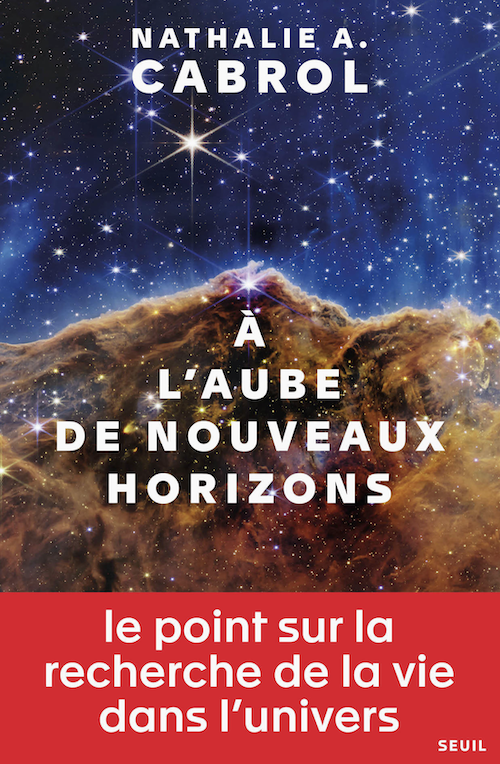 NATHALIE A.
CABROL
À
L'AUBE
DE NOUVEAUX
HORIZONS
le point sur la
recherche de la vie
dans l'univers
SEUIL